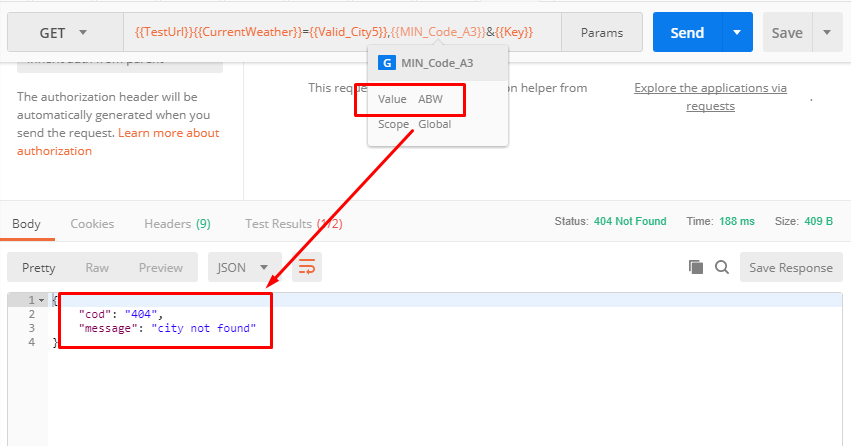 GET {{TestUrl}}{{CurrentWeather}}={{Valid_City5}},{{MIN_Code_A3}}&{{Key}} Params Send Save
G MIN_Code_A3
Value ABW
Scope Global
The authorization header will be
automatically generated when you
send the request. Learn more about
authorization
This reque
on helper from
Explore the applications via
requests
.
Body Cookies Headers (9) Test Results (1/2) Status: 404 Not Found Time: 188 ms Size: 409 B
Pretty Raw Preview JSON Save Response
1 {
2 "cod": "404",
3 "message": "city not found"
4 }